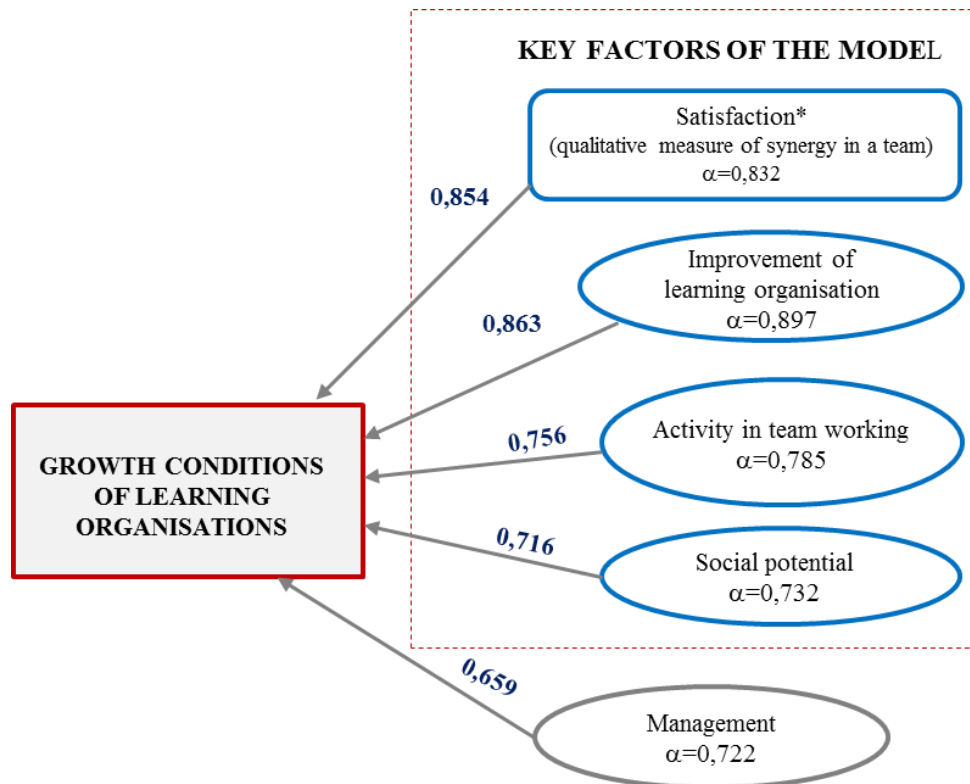 KEY FACTORS OF THE MODEL
Satisfaction*
(qualitative measure of synergy in a team)
α=0,832
0,854
Improvement of
learning organisation
α=0,897
0,863
Activity in team working
α=0,785
0,756
GROWTH CONDITIONS
OF LEARNING
ORGANISATIONS
Social potential
α=0,732
0,716
0,659
Management
α=0,722